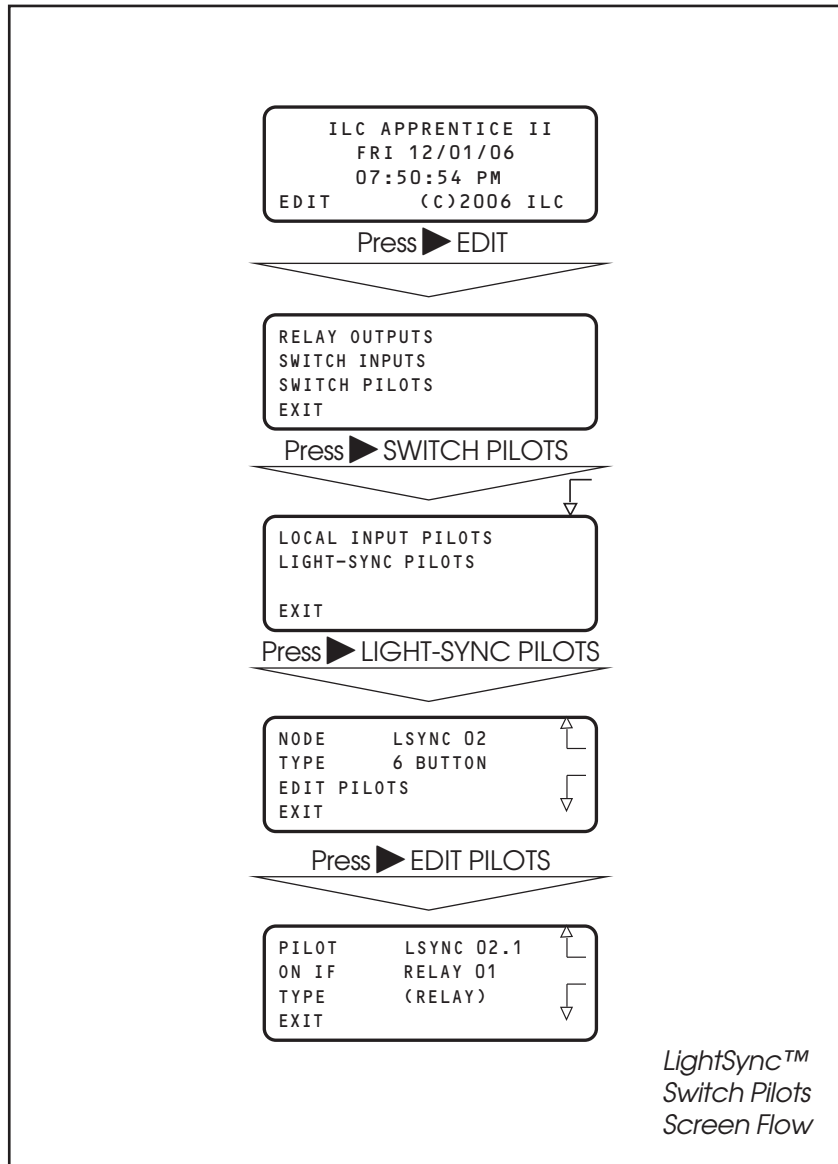 ILC APPRENTICE II
FRI 12/01/06
07:50:54 PM
EDIT (C)2006 ILC
Press ▶ EDIT
RELAY OUTPUTS
SWITCH INPUTS
SWITCH PILOTS
EXIT
Press ▶ SWITCH PILOTS
LOCAL INPUT PILOTS
LIGHT-SYNC PILOTS
EXIT
Press ▶ LIGHT-SYNC PILOTS
NODE LSYNC 02
TYPE 6 BUTTON
EDIT PILOTS
EXIT
Press ▶ EDIT PILOTS
PILOT LSYNC 02.1
ON IF RELAY 01
TYPE (RELAY)
EXIT
LightSync™
Switch Pilots
Screen Flow